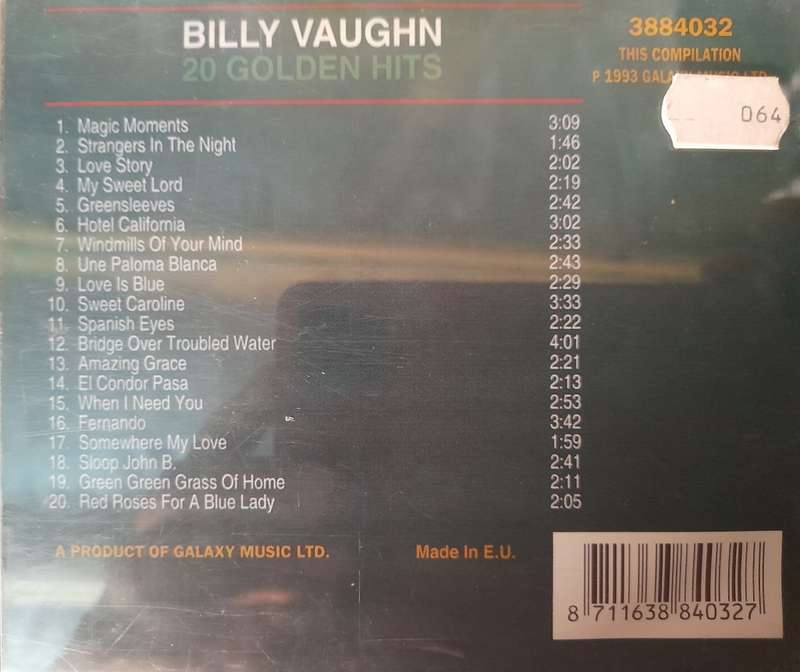 BILLY VAUGHN
20 GOLDEN HITS
3884032
THIS COMPILATION
P 1993 GALAXY MUSIC LTD
064
1. Magic Moments 3:09
2. Strangers In The Night 1:46
3. Love Story 2:02
4. My Sweet Lord 2:19
5. Greensleeves 2:42
6. Hotel California 3:02
7. Windmills Of Your Mind 2:33
8. Une Paloma Blanca 2:43
9. Love Is Blue 2:29
10. Sweet Caroline 3:33
11. Spanish Eyes 2:22
12. Bridge Over Troubled Water 4:01
13. Amazing Grace 2:21
14. El Condor Pasa 2:13
15. When I Need You 2:53
16. Fernando 3:42
17. Somewhere My Love 1:59
18. Sloop John B. 2:41
19. Green Green Grass Of Home 2:11
20. Red Roses For A Blue Lady 2:05
A PRODUCT OF GALAXY MUSIC LTD. Made In E.U.
8 711638 840327